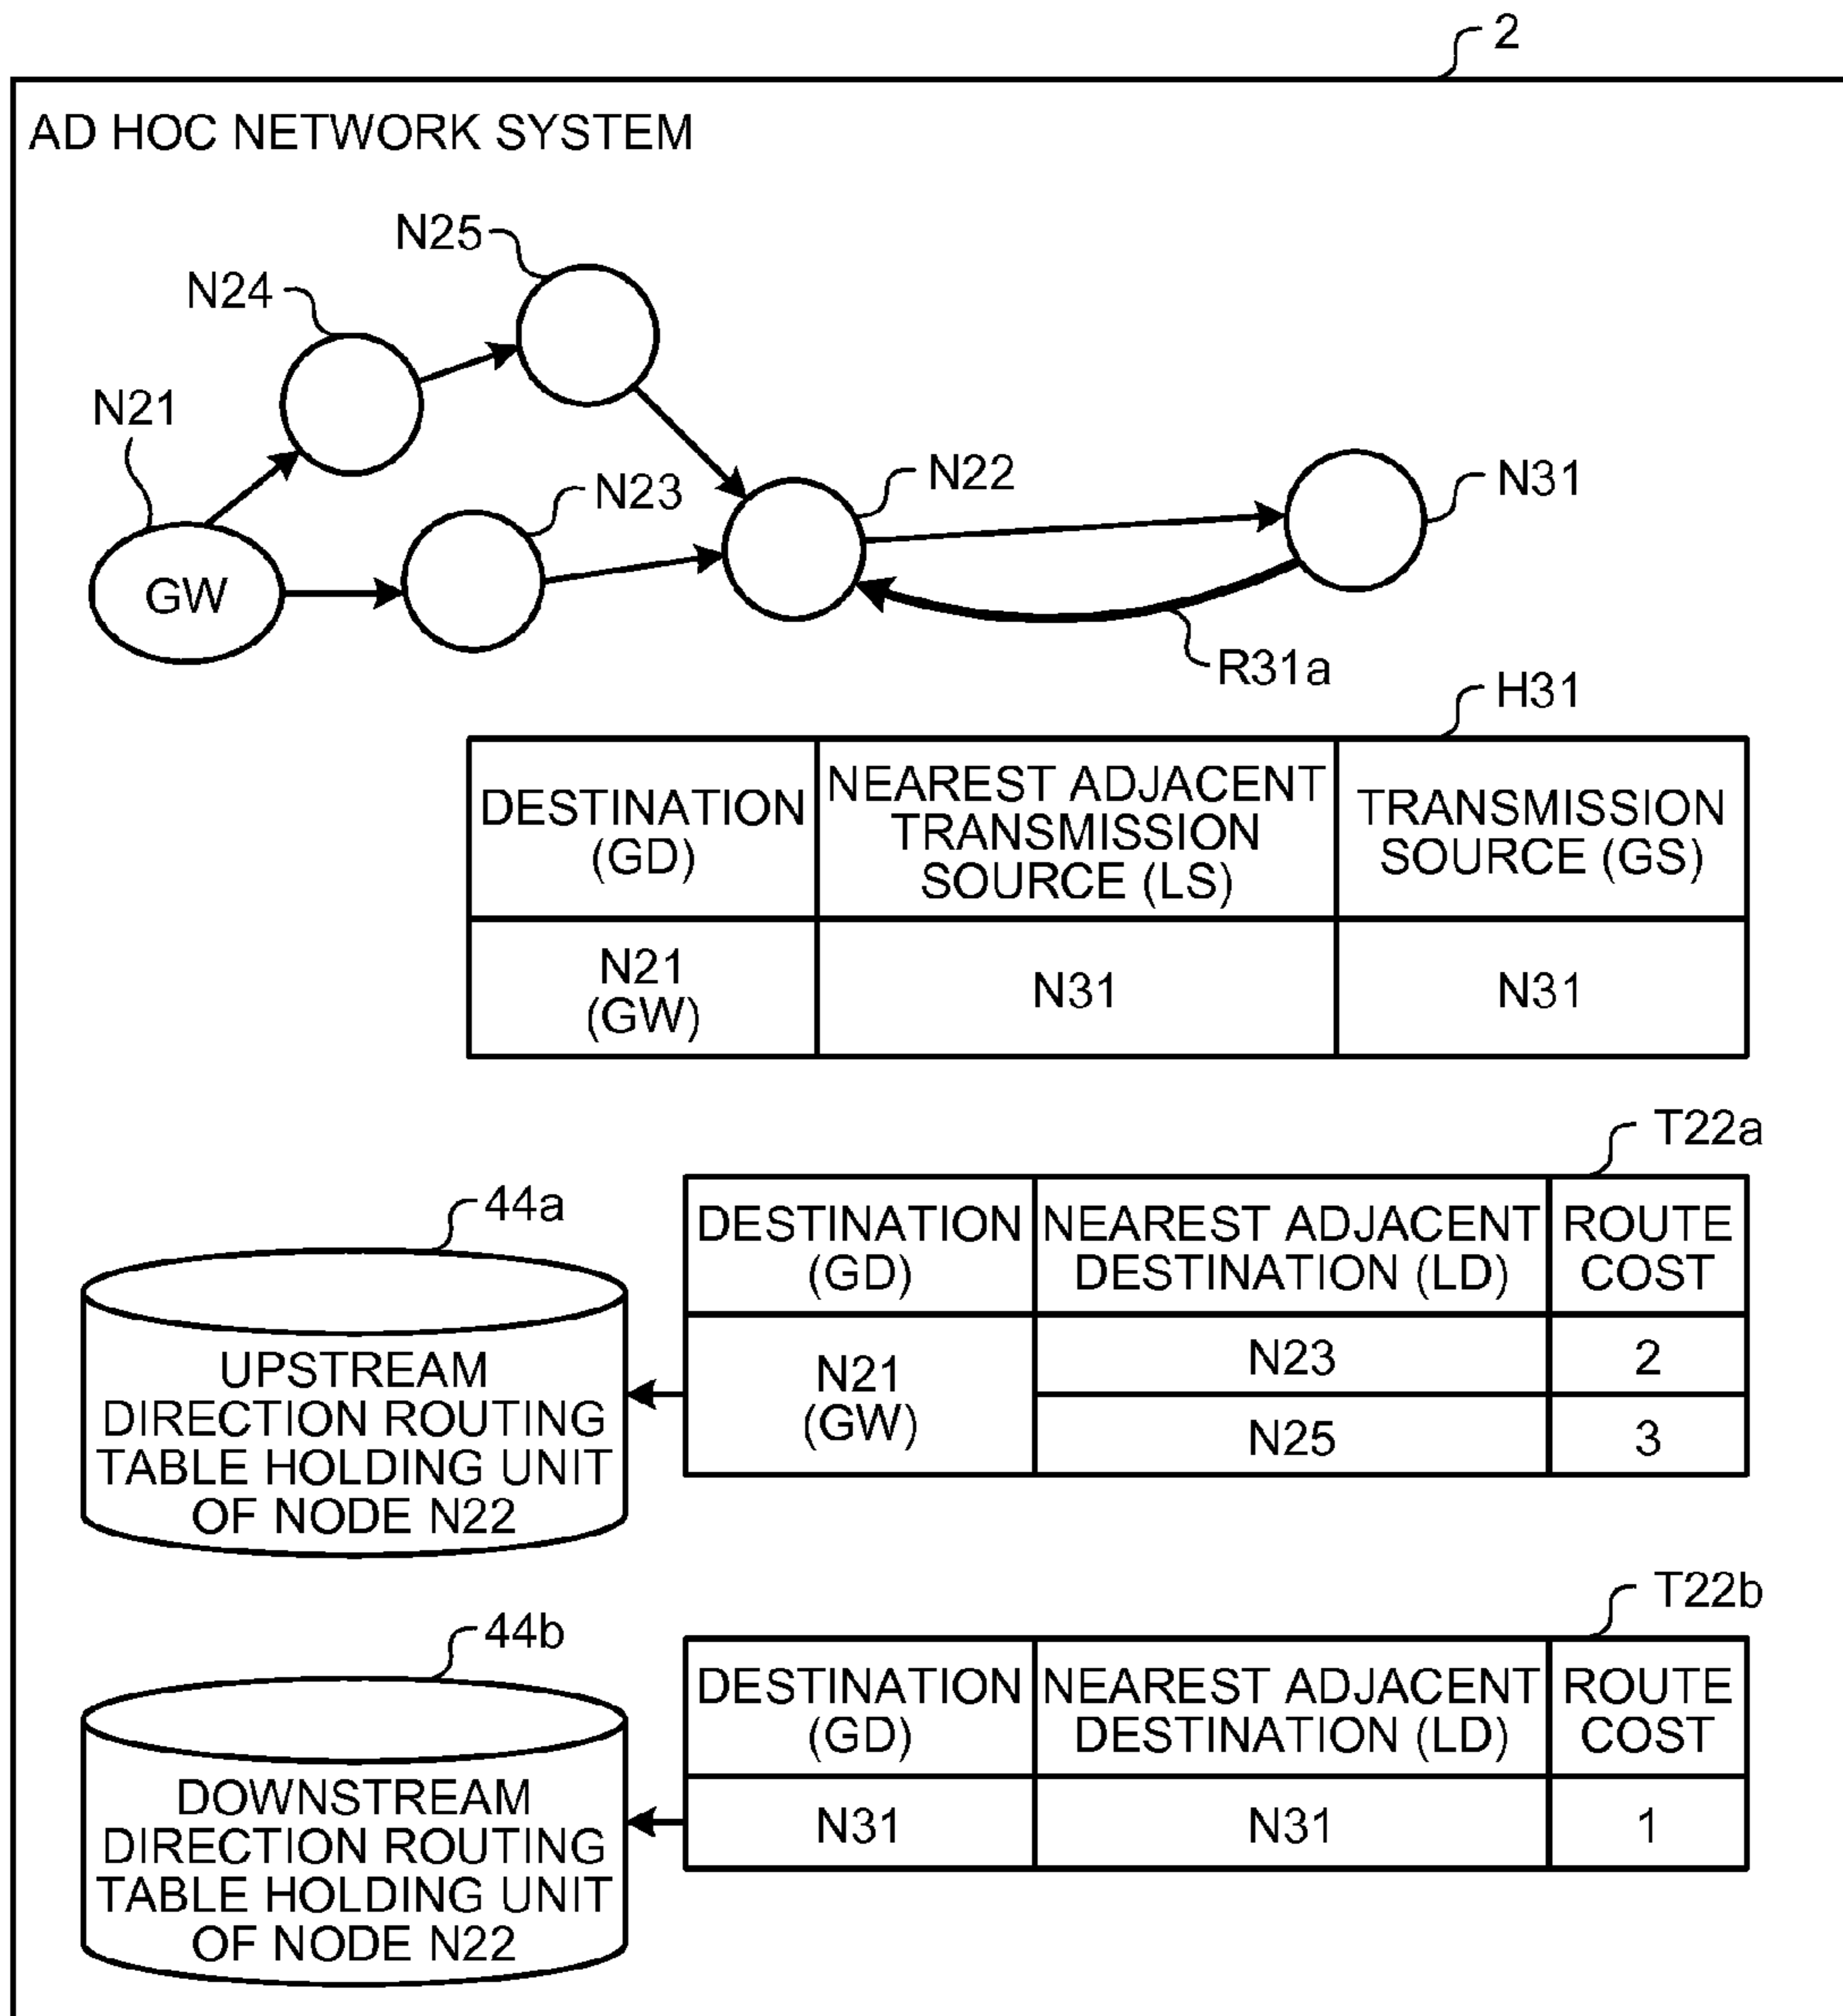 2
AD HOC NETWORK SYSTEM
N25
N24
N21
N23
N22
N31
GW
R31a
H31
DESTINATION
(GD)
NEAREST ADJACENT
TRANSMISSION
SOURCE (LS)
TRANSMISSION
SOURCE (GS)
N21
(GW)
N31
N31
T22a
44a
DESTINATION
(GD)
NEAREST ADJACENT
DESTINATION (LD)
ROUTE
COST
N21
(GW)
N23
2
N25
3
UPSTREAM
DIRECTION ROUTING
TABLE HOLDING UNIT
OF NODE N22
T22b
44b
DESTINATION
(GD)
NEAREST ADJACENT
DESTINATION (LD)
ROUTE
COST
N31
N31
1
DOWNSTREAM
DIRECTION ROUTING
TABLE HOLDING UNIT
OF NODE N22